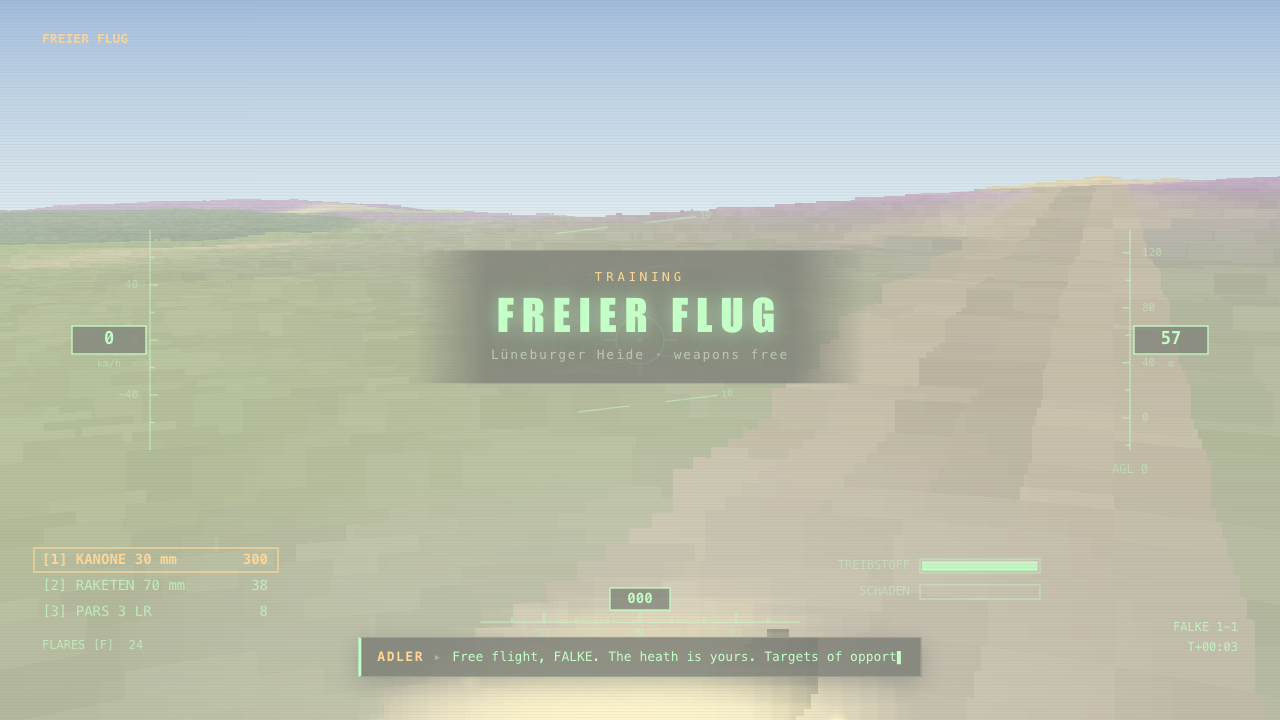 FREIER FLUG
10
TRAINING
FREIER FLUG
Lüneburger Heide · weapons free
40
0
km/h
-40
120
80
57
40 m
0
10
AGL 0
[1] KANONE 30 mm 300
[2] RAKETEN 70 mm 38
[3] PARS 3 LR 8
FLARES [F] 24
TREIBSTOFF
SCHADEN
000
FALKE 1-1
T+00:03
ADLER ▸ Free flight, FALKE. The heath is yours. Targets of opport